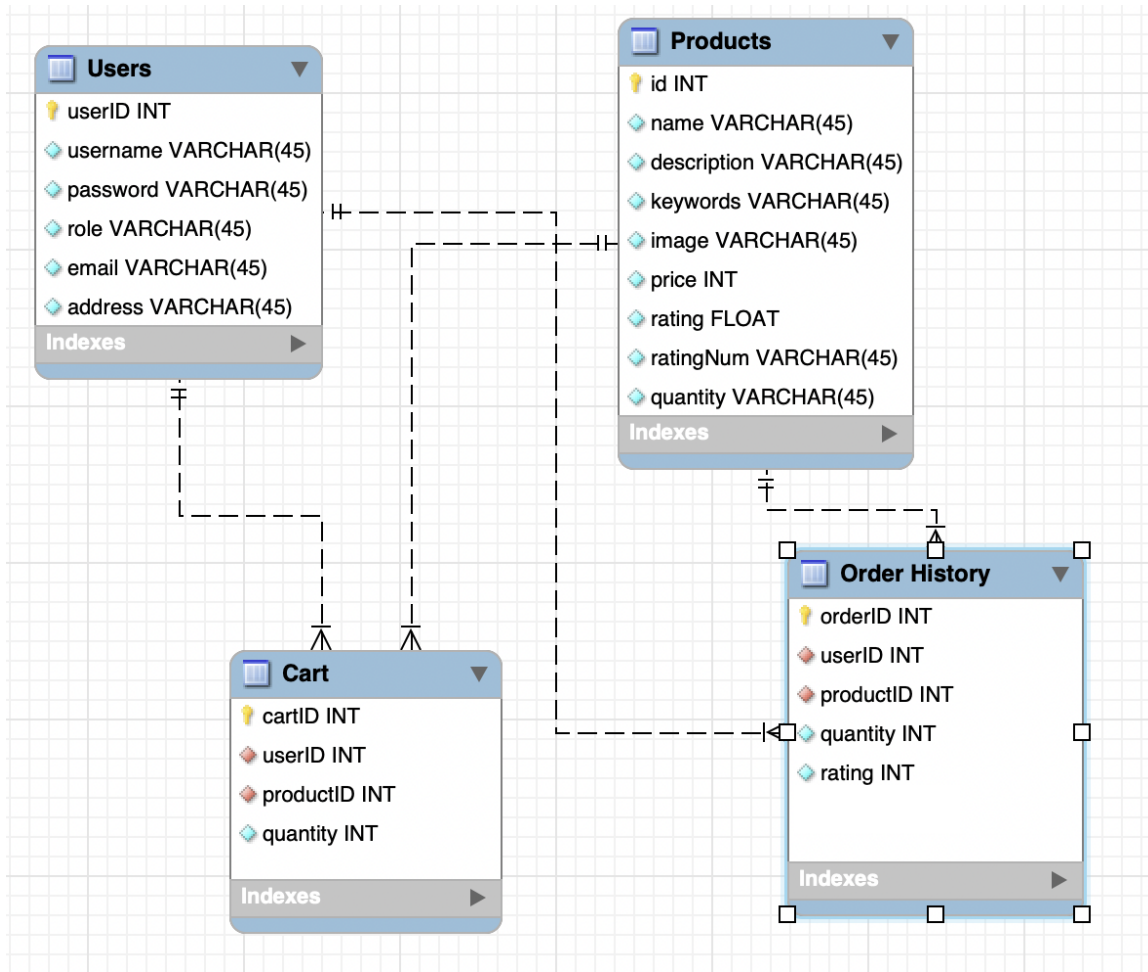 Users
userID INT
username VARCHAR(45)
password VARCHAR(45)
role VARCHAR(45)
email VARCHAR(45)
address VARCHAR(45)
Indexes
Products
id INT
name VARCHAR(45)
description VARCHAR(45)
keywords VARCHAR(45)
image VARCHAR(45)
price INT
rating FLOAT
ratingNum VARCHAR(45)
quantity VARCHAR(45)
Indexes
Cart
cartID INT
userID INT
productID INT
quantity INT
Indexes
Order History
orderID INT
userID INT
productID INT
quantity INT
rating INT
Indexes